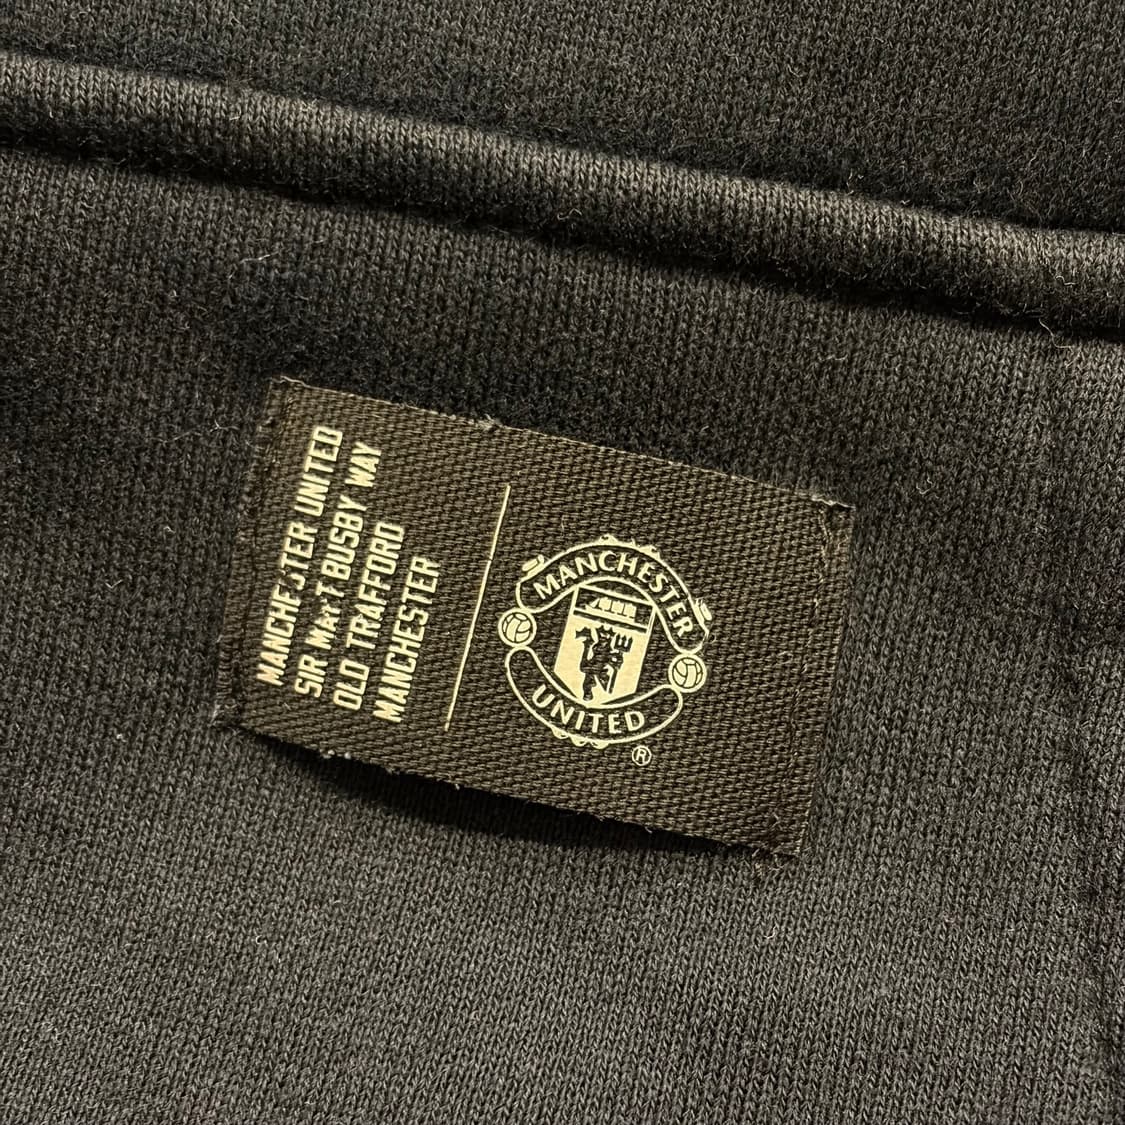 MANCHESTER UNITED
SIR MATT BUSBY WAY
OLD TRAFFORD
MANCHESTER
MANCHESTER
UNITED
®